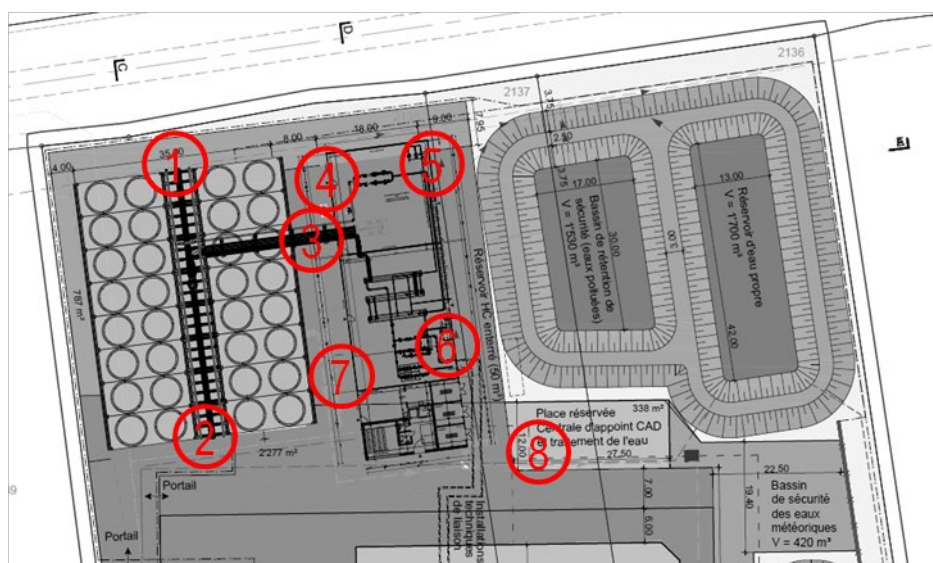 D
C
B
2136
2137
3.75
9.00
18.00
8.00
35.00
4.00
7.95
2.50
1
5
4
3
3.75
17.00
13.00
Bassin de rétention de
sécurité (eaux polluées)
V = 1'530 m³
30.00
Réservoir d'eau propre
V = 1'700 m³
42.00
787 m²
Réservoir HC enterré (50 m³)
6
7
2
2'277 m²
Place réservée
338 m²
Centrale d'appoint CAD
et traitement de l'eau
12.00
8
27.50
22.50
Portail
Portail
Installations
techniques
de liaison
7.00
6.00
19.40
Bassin
de sécurité
des eaux
météoriques
V = 420 m³